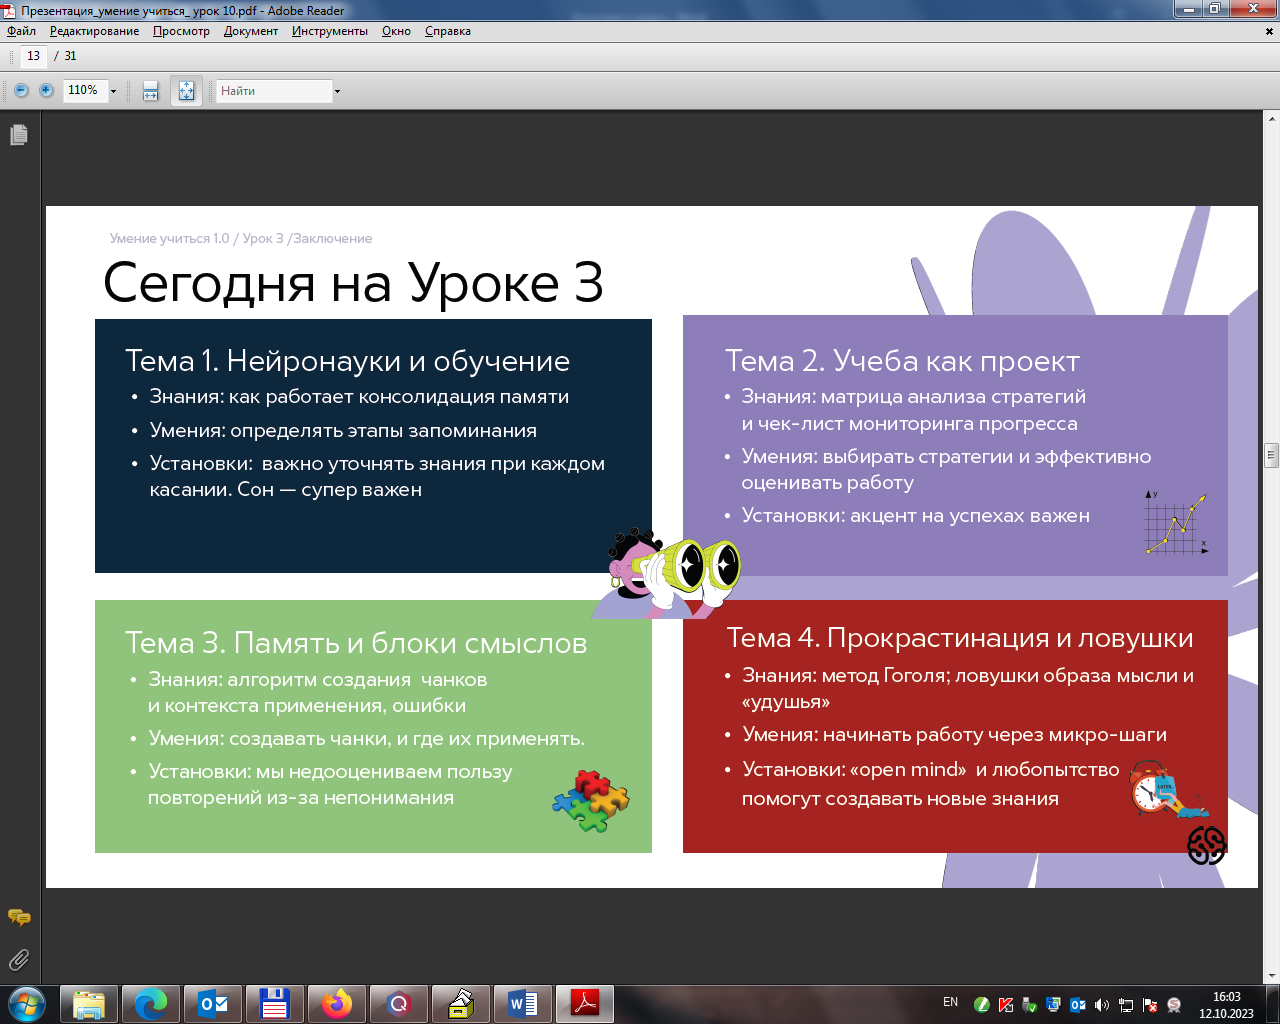 Презентация_умение учиться_ урок 10.pdf - Adobe Reader
Файл Редактирование Просмотр Документ Инструменты Окно Справка
13 / 31
110% Найти
Умение учиться 1.0 / Урок 3 /Заключение
Сегодня на Уроке 3
Тема 1. Нейронауки и обучение
• Знания: как работает консолидация памяти
• Умения: определять этапы запоминания
• Установки: важно уточнять знания при каждом
касании. Сон — супер важен
Тема 2. Учеба как проект
• Знания: матрица анализа стратегий
и чек-лист мониторинга прогресса
• Умения: выбирать стратегии и эффективно
оценивать работу
• Установки: акцент на успехах важен
y
x
Тема 3. Память и блоки смыслов
• Знания: алгоритм создания чанков
и контекста применения, ошибки
• Умения: создавать чанки, и где их применять.
• Установки: мы недооцениваем пользу
повторений из-за непонимания
Тема 4. Прокрастинация и ловушки
• Знания: метод Гоголя; ловушки образа мысли и
«удушья»
• Умения: начинать работу через микро-шаги
• Установки: «open mind» и любопытство
помогут создавать новые знания
LATER..
EN
16:03
12.10.2023